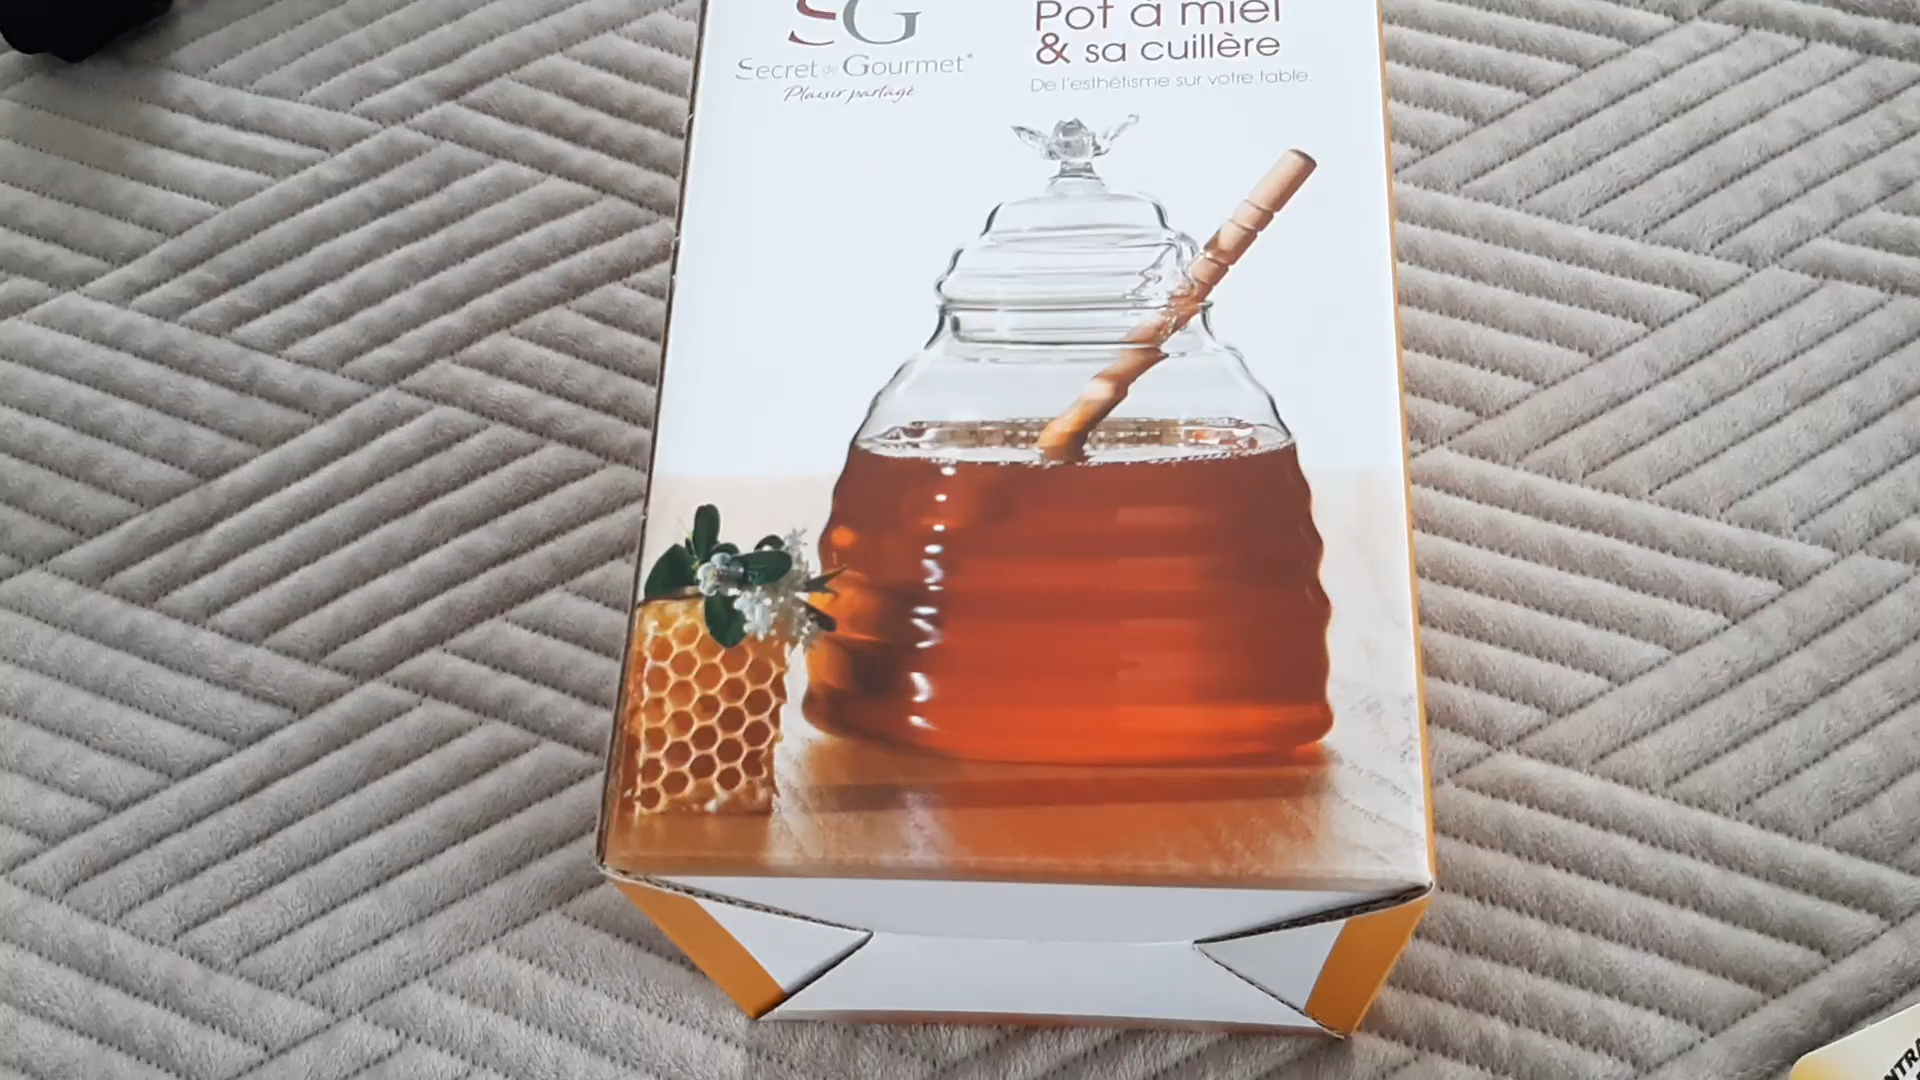 SG
Secret de Gourmet®
Plaisir partagé
Pot à miel
& sa cuillère
De l'esthétisme sur votre table.